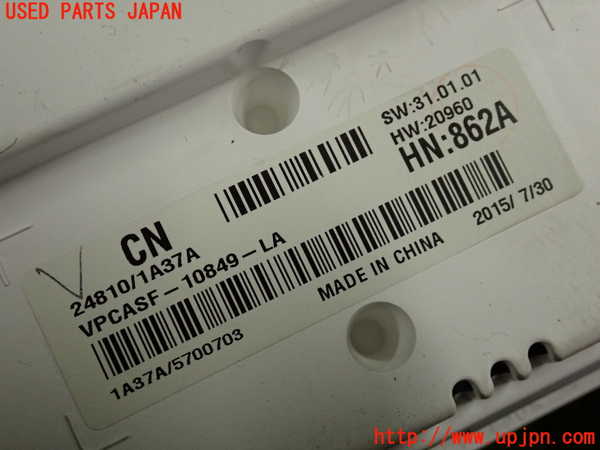 USED PARTS JAPAN
SW:31.01.01
HW:20960
HN:862A
CN
24810/1A37A
VPCASF-10849-LA
2015/ 7/30
MADE IN CHINA
1A37A/5700703
http://www.upjpn.com/